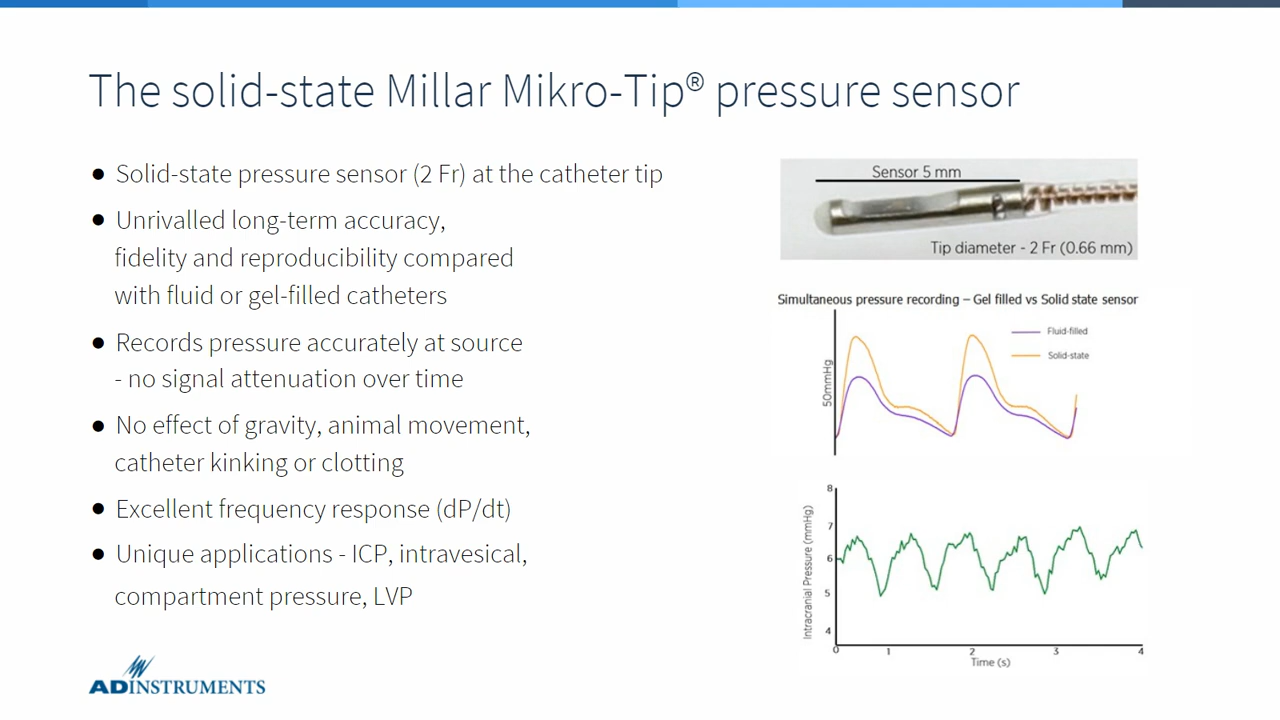 The solid-state Millar Mikro-Tip® pressure sensor
● Solid-state pressure sensor (2 Fr) at the catheter tip
● Unrivalled long-term accuracy,
fidelity and reproducibility compared
with fluid or gel-filled catheters
● Records pressure accurately at source
- no signal attenuation over time
● No effect of gravity, animal movement,
catheter kinking or clotting
● Excellent frequency response (dP/dt)
● Unique applications - ICP, intravesical,
compartment pressure, LVP
Sensor 5 mm
Tip diameter - 2 Fr (0.66 mm)
Simultaneous pressure recording – Gel filled vs Solid state sensor
Fluid-filled
Solid-state
50mmHg
Intracranial Pressure (mmHg)
8
7
6
5
4
0 1 2 3 4
Time (s)
ADINSTRUMENTS